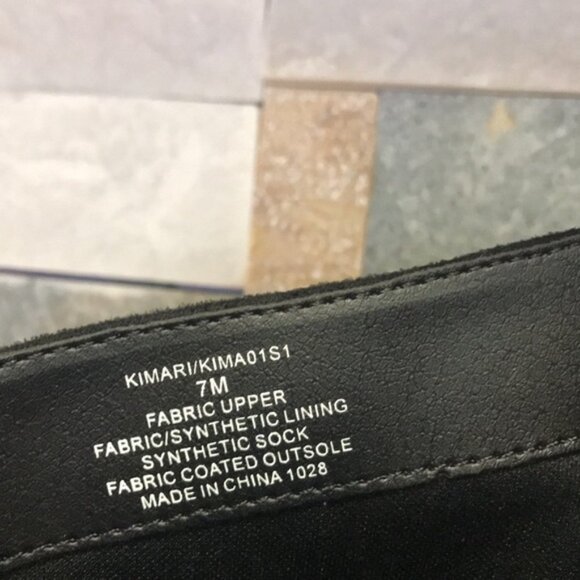 KIMARI/KIMA01S1
7M
FABRIC UPPER
FABRIC/SYNTHETIC LINING
SYNTHETIC SOCK
FABRIC COATED OUTSOLE
MADE IN CHINA 1028